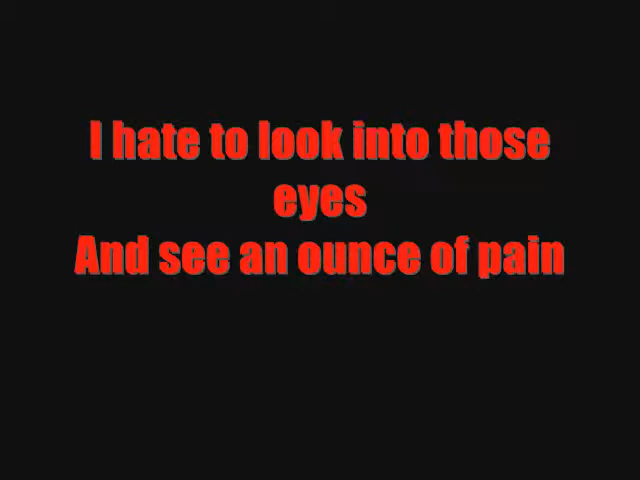 I hate to look into those
eyes
And see an ounce of pain